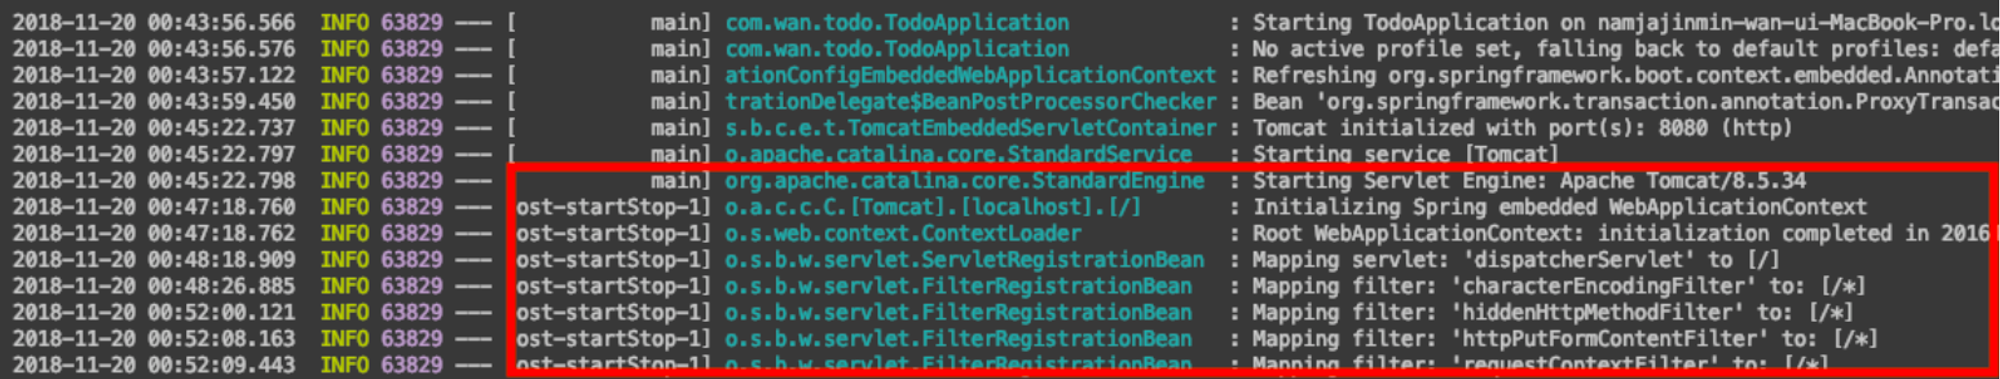 2018-11-20 00:43:56.566  INFO 63829 --- [           main] com.wan.todo.TodoApplication             : Starting TodoApplication on namjajinmin-wan-ui-MacBook-Pro.lo
2018-11-20 00:43:56.576  INFO 63829 --- [           main] com.wan.todo.TodoApplication             : No active profile set, falling back to default profiles: defa
2018-11-20 00:43:57.122  INFO 63829 --- [           main] ationConfigEmbeddedWebApplicationContext : Refreshing org.springframework.boot.context.embedded.Annotati
2018-11-20 00:43:59.450  INFO 63829 --- [           main] trationDelegate$BeanPostProcessorChecker : Bean 'org.springframework.transaction.annotation.ProxyTransac
2018-11-20 00:45:22.737  INFO 63829 --- [           main] s.b.c.e.t.TomcatEmbeddedServletContainer : Tomcat initialized with port(s): 8080 (http)
2018-11-20 00:45:22.797  INFO 63829 --- [           main] o.apache.catalina.core.StandardService   : Starting service [Tomcat]
2018-11-20 00:45:22.798  INFO 63829 ---             main] org.apache.catalina.core.StandardEngine  : Starting Servlet Engine: Apache Tomcat/8.5.34
2018-11-20 00:47:18.760  INFO 63829 --- ost-startStop-1] o.a.c.c.C.[Tomcat].[localhost].[/]       : Initializing Spring embedded WebApplicationContext
2018-11-20 00:47:18.762  INFO 63829 --- ost-startStop-1] o.s.web.context.ContextLoader            : Root WebApplicationContext: initialization completed in 2016
2018-11-20 00:48:18.909  INFO 63829 --- ost-startStop-1] o.s.b.w.servlet.ServletRegistrationBean  : Mapping servlet: 'dispatcherServlet' to [/]
2018-11-20 00:48:26.885  INFO 63829 --- ost-startStop-1] o.s.b.w.servlet.FilterRegistrationBean   : Mapping filter: 'characterEncodingFilter' to: [/*]
2018-11-20 00:52:00.121  INFO 63829 --- ost-startStop-1] o.s.b.w.servlet.FilterRegistrationBean   : Mapping filter: 'hiddenHttpMethodFilter' to: [/*]
2018-11-20 00:52:08.163  INFO 63829 --- ost-startStop-1] o.s.b.w.servlet.FilterRegistrationBean   : Mapping filter: 'httpPutFormContentFilter' to: [/*]
2018-11-20 00:52:09.443  INFO 63829 --- ost-startStop-1] o.s.b.w.servlet.FilterRegistrationBean   : Mapping filter: 'requestContextFilter' to: [/*]